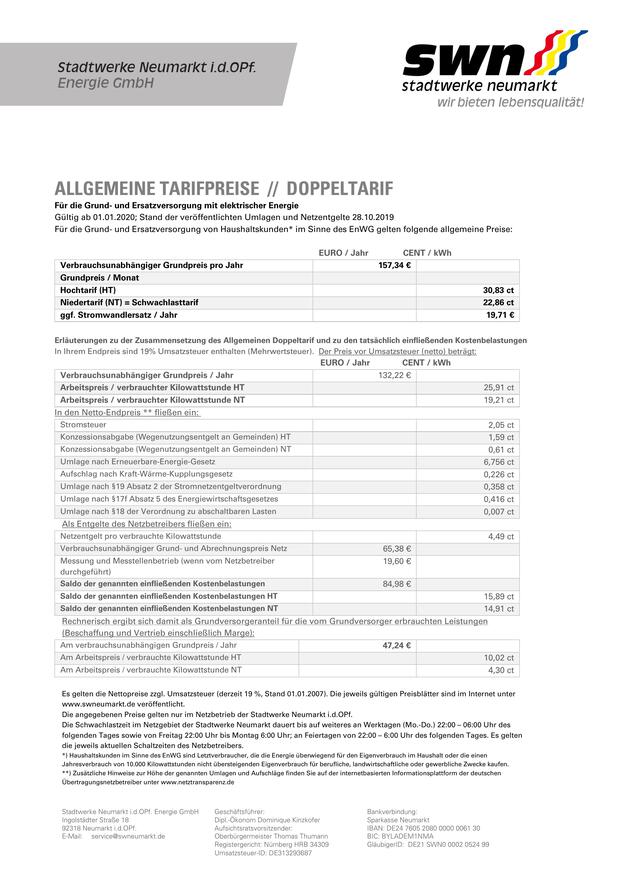 Stadtwerke Neumarkt i.d.OPf.
Energie GmbH
swn
stadtwerke neumarkt
wir bieten lebensqualität!
ALLGEMEINE TARIFPREISE // DOPPELTARIF
Für die Grund- und Ersatzversorgung mit elektrischer Energie
Gültig ab 01.01.2020; Stand der veröffentlichten Umlagen und Netzentgelte 28.10.2019
Für die Grund- und Ersatzversorgung von Haushaltskunden* im Sinne des EnWG gelten folgende allgemeine Preise:
EURO / Jahr CENT / kWh
Verbrauchsunabhängiger Grundpreis pro Jahr 157,34 €
Grundpreis / Monat
Hochtarif (HT) 30,83 ct
Niedertarif (NT) = Schwachlasttarif 22,86 ct
ggf. Stromwandlersatz / Jahr 19,71 €
Erläuterungen zu der Zusammensetzung des Allgemeinen Doppeltarif und zu den tatsächlich einfließenden Kostenbelastungen
In Ihrem Endpreis sind 19% Umsatzsteuer enthalten (Mehrwertsteuer). Der Preis vor Umsatzsteuer (netto) beträgt:
EURO / Jahr CENT / kWh
Verbrauchsunabhängiger Grundpreis / Jahr 132,22 €
Arbeitspreis / verbrauchter Kilowattstunde HT 25,91 ct
Arbeitspreis / verbrauchter Kilowattstunde NT 19,21 ct
In den Netto-Endpreis ** fließen ein:
Stromsteuer 2,05 ct
Konzessionsabgabe (Wegenutzungsentgelt an Gemeinden) HT 1,59 ct
Konzessionsabgabe (Wegenutzungsentgelt an Gemeinden) NT 0,61 ct
Umlage nach Erneuerbare-Energie-Gesetz 6,756 ct
Aufschlag nach Kraft-Wärme-Kupplungsgesetz 0,226 ct
Umlage nach §19 Absatz 2 der Stromnetzentgeltverordnung 0,358 ct
Umlage nach §17f Absatz 5 des Energiewirtschaftsgesetzes 0,416 ct
Umlage nach §18 der Verordnung zu abschaltbaren Lasten 0,007 ct
Als Entgelte des Netzbetreibers fließen ein:
Netzentgelt pro verbrauchte Kilowattstunde 4,49 ct
Verbrauchsunabhängiger Grund- und Abrechnungspreis Netz 65,38 €
Messung und Messtellenbetrieb (wenn vom Netzbetreiber 19,60 €
durchgeführt)
Saldo der genannten einfließenden Kostenbelastungen 84,98 €
Saldo der genannten einfließenden Kostenbelastungen HT 15,89 ct
Saldo der genannten einfließenden Kostenbelastungen NT 14,91 ct
Rechnerisch ergibt sich damit als Grundversorgeranteil für die vom Grundversorger erbrauchten Leistungen
(Beschaffung und Vertrieb einschließlich Marge):
Am verbrauchsunabhängigen Grundpreis / Jahr 47,24 €
Am Arbeitspreis / verbrauchte Kilowattstunde HT 10,02 ct
Am Arbeitspreis / verbrauchte Kilowattstunde NT 4,30 ct
Es gelten die Nettopreise zzgl. Umsatzsteuer (derzeit 19 %, Stand 01.01.2007). Die jeweils gültigen Preisblätter sind im Internet unter
www.swneumarkt.de veröffentlicht.
Die angegebenen Preise gelten nur im Netzbetrieb der Stadtwerke Neumarkt i.d.OPf.
Die Schwachlastzeit im Netzgebiet der Stadtwerke Neumarkt dauert bis auf weiteres an Werktagen (Mo.-Do.) 22:00 – 06:00 Uhr des
folgenden Tages sowie von Freitag 22:00 Uhr bis Montag 6:00 Uhr; an Feiertagen von 22:00 – 6:00 Uhr des folgenden Tages. Es gelten
die jeweils aktuellen Schaltzeiten des Netzbetreibers.
*) Haushaltskunden im Sinne des EnWG sind Letztverbraucher, die die Energie überwiegend für den Eigenverbrauch im Haushalt oder die einen
Jahresverbrauch von 10.000 Kilowattstunden nicht übersteigenden Eigenverbrauch für berufliche, landwirtschaftliche oder gewerbliche Zwecke kaufen.
**) Zusätzliche Hinweise zur Höhe der genannten Umlagen und Aufschläge finden Sie auf der internetbasierten Informationsplattform der deutschen
Übertragungsnetzbetreiber unter www.netztransparenz.de
Stadtwerke Neumarkt i.d.OPf. Energie GmbH
Ingolstädter Straße 18
92318 Neumarkt i.d.OPf.
E-Mail: service@swneumarkt.de
Geschäftsführer:
Dipl.-Ökonom Dominique Kinzkofer
Aufsichtsratsvorsitzender:
Oberbürgermeister Thomas Thumann
Registergericht: Nürnberg HRB 34309
Umsatzsteuer-ID: DE313293687
Bankverbindung:
Sparkasse Neumarkt
IBAN: DE24 7605 2080 0000 0061 30
BIC: BYLADEM1NMA
GläubigerID: DE21 SWN0 0002 0524 99